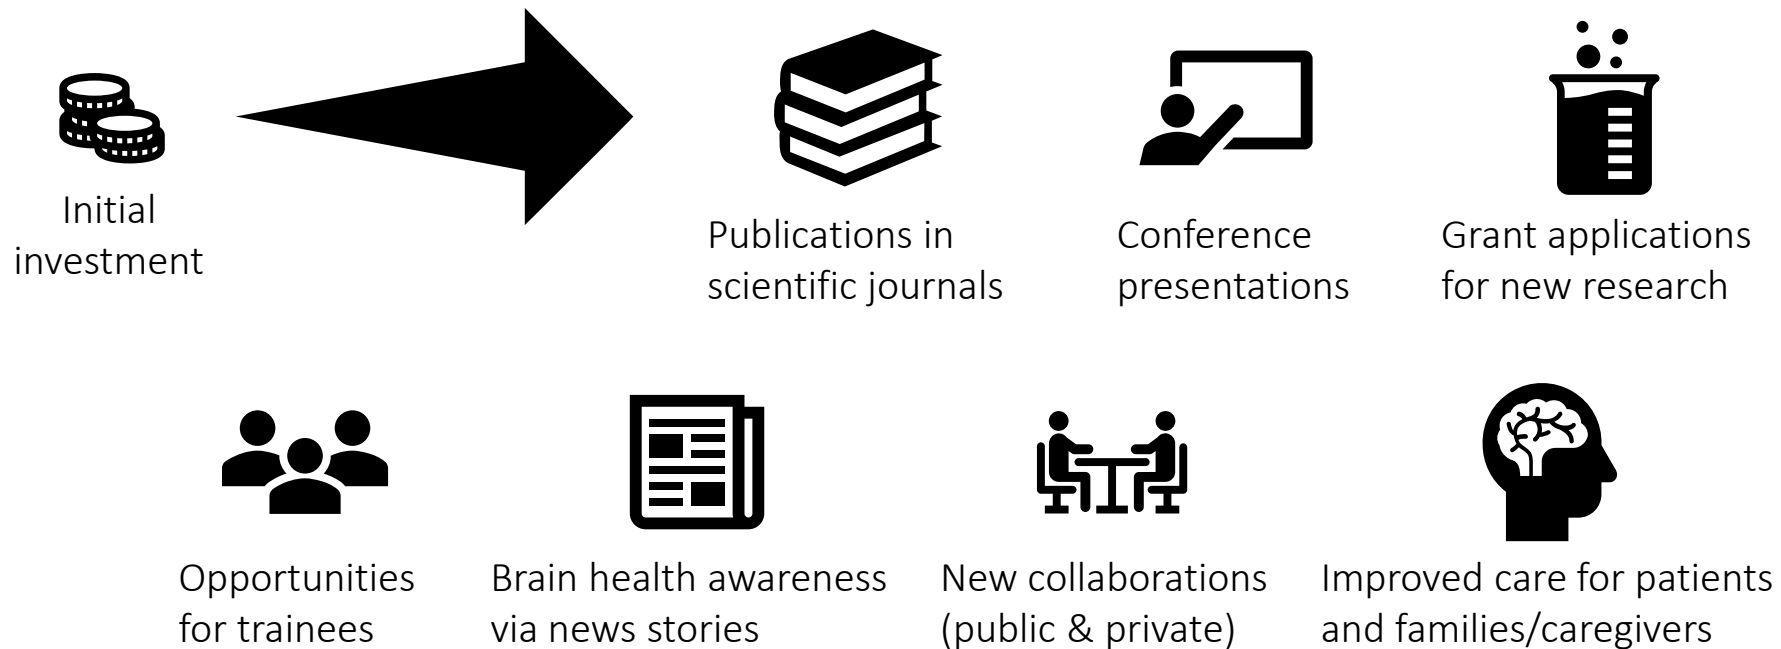 Initial
investment
Publications in
scientific journals
Conference
presentations
Grant applications
for new research
Opportunities
for trainees
Brain health awareness
via news stories
New collaborations
(public & private)
Improved care for patients
and families/caregivers